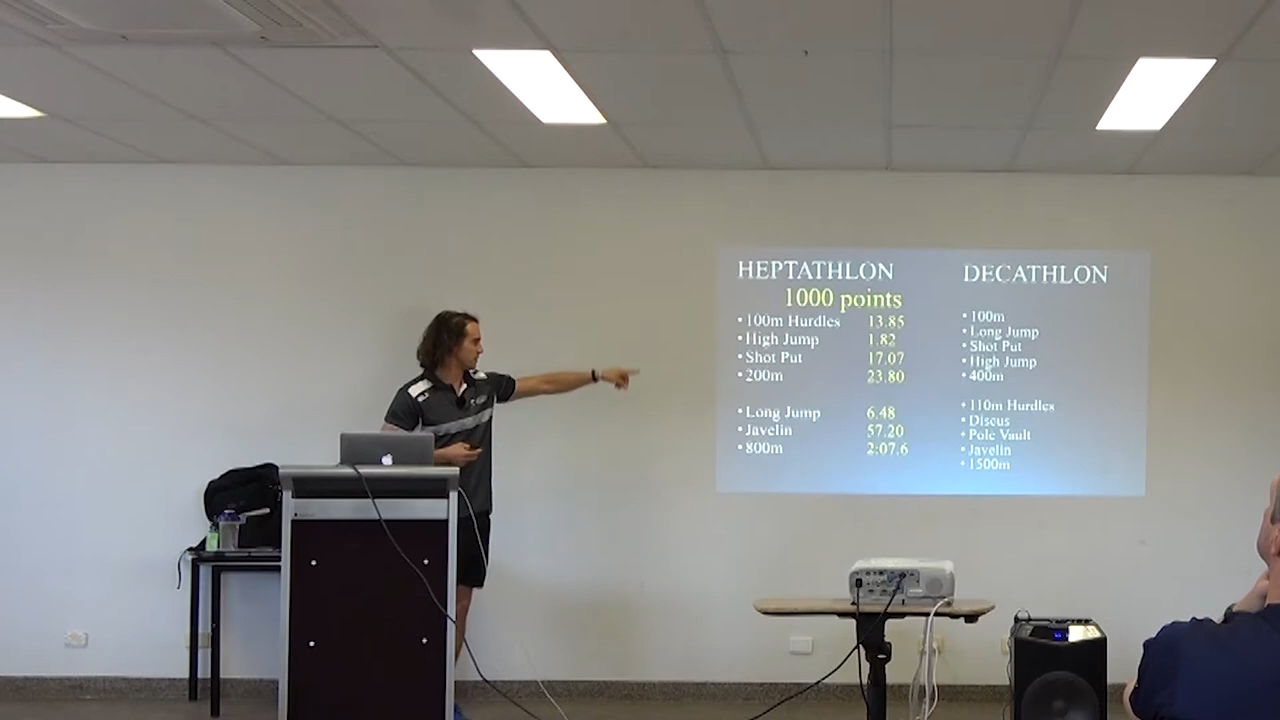 HEPTATHLON
1000 points
• 100m Hurdles 13.85
• High Jump 1.82
• Shot Put 17.07
• 200m 23.80
• Long Jump 6.48
• Javelin 57.20
• 800m 2:07.6
DECATHLON
• 100m
• Long Jump
• Shot Put
• High Jump
• 400m
• 110m Hurdles
• Discus
• Pole Vault
• Javelin
• 1500m